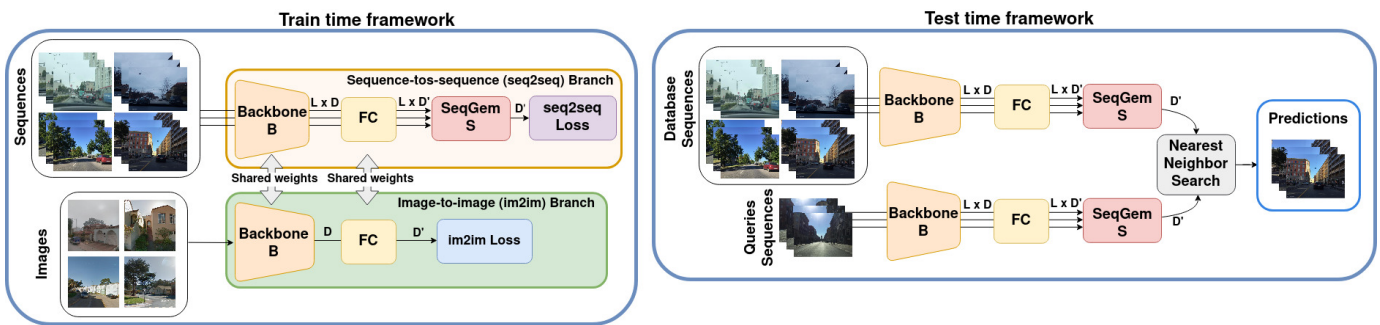 Train time framework
Sequences
Sequence-tos-sequence (seq2seq) Branch
Backbone
B
L x D
FC
L x D'
SeqGem
S
D'
seq2seq
Loss
Shared weights
Shared weights
Images
Image-to-image (im2im) Branch
Backbone
B
D
FC
D'
im2im Loss
Test time framework
Database
Sequences
Backbone
B
L x D
FC
L x D'
SeqGem
S
D'
Queries
Sequences
Backbone
B
L x D
FC
L x D'
SeqGem
S
D'
Nearest
Neighbor
Search
Predictions